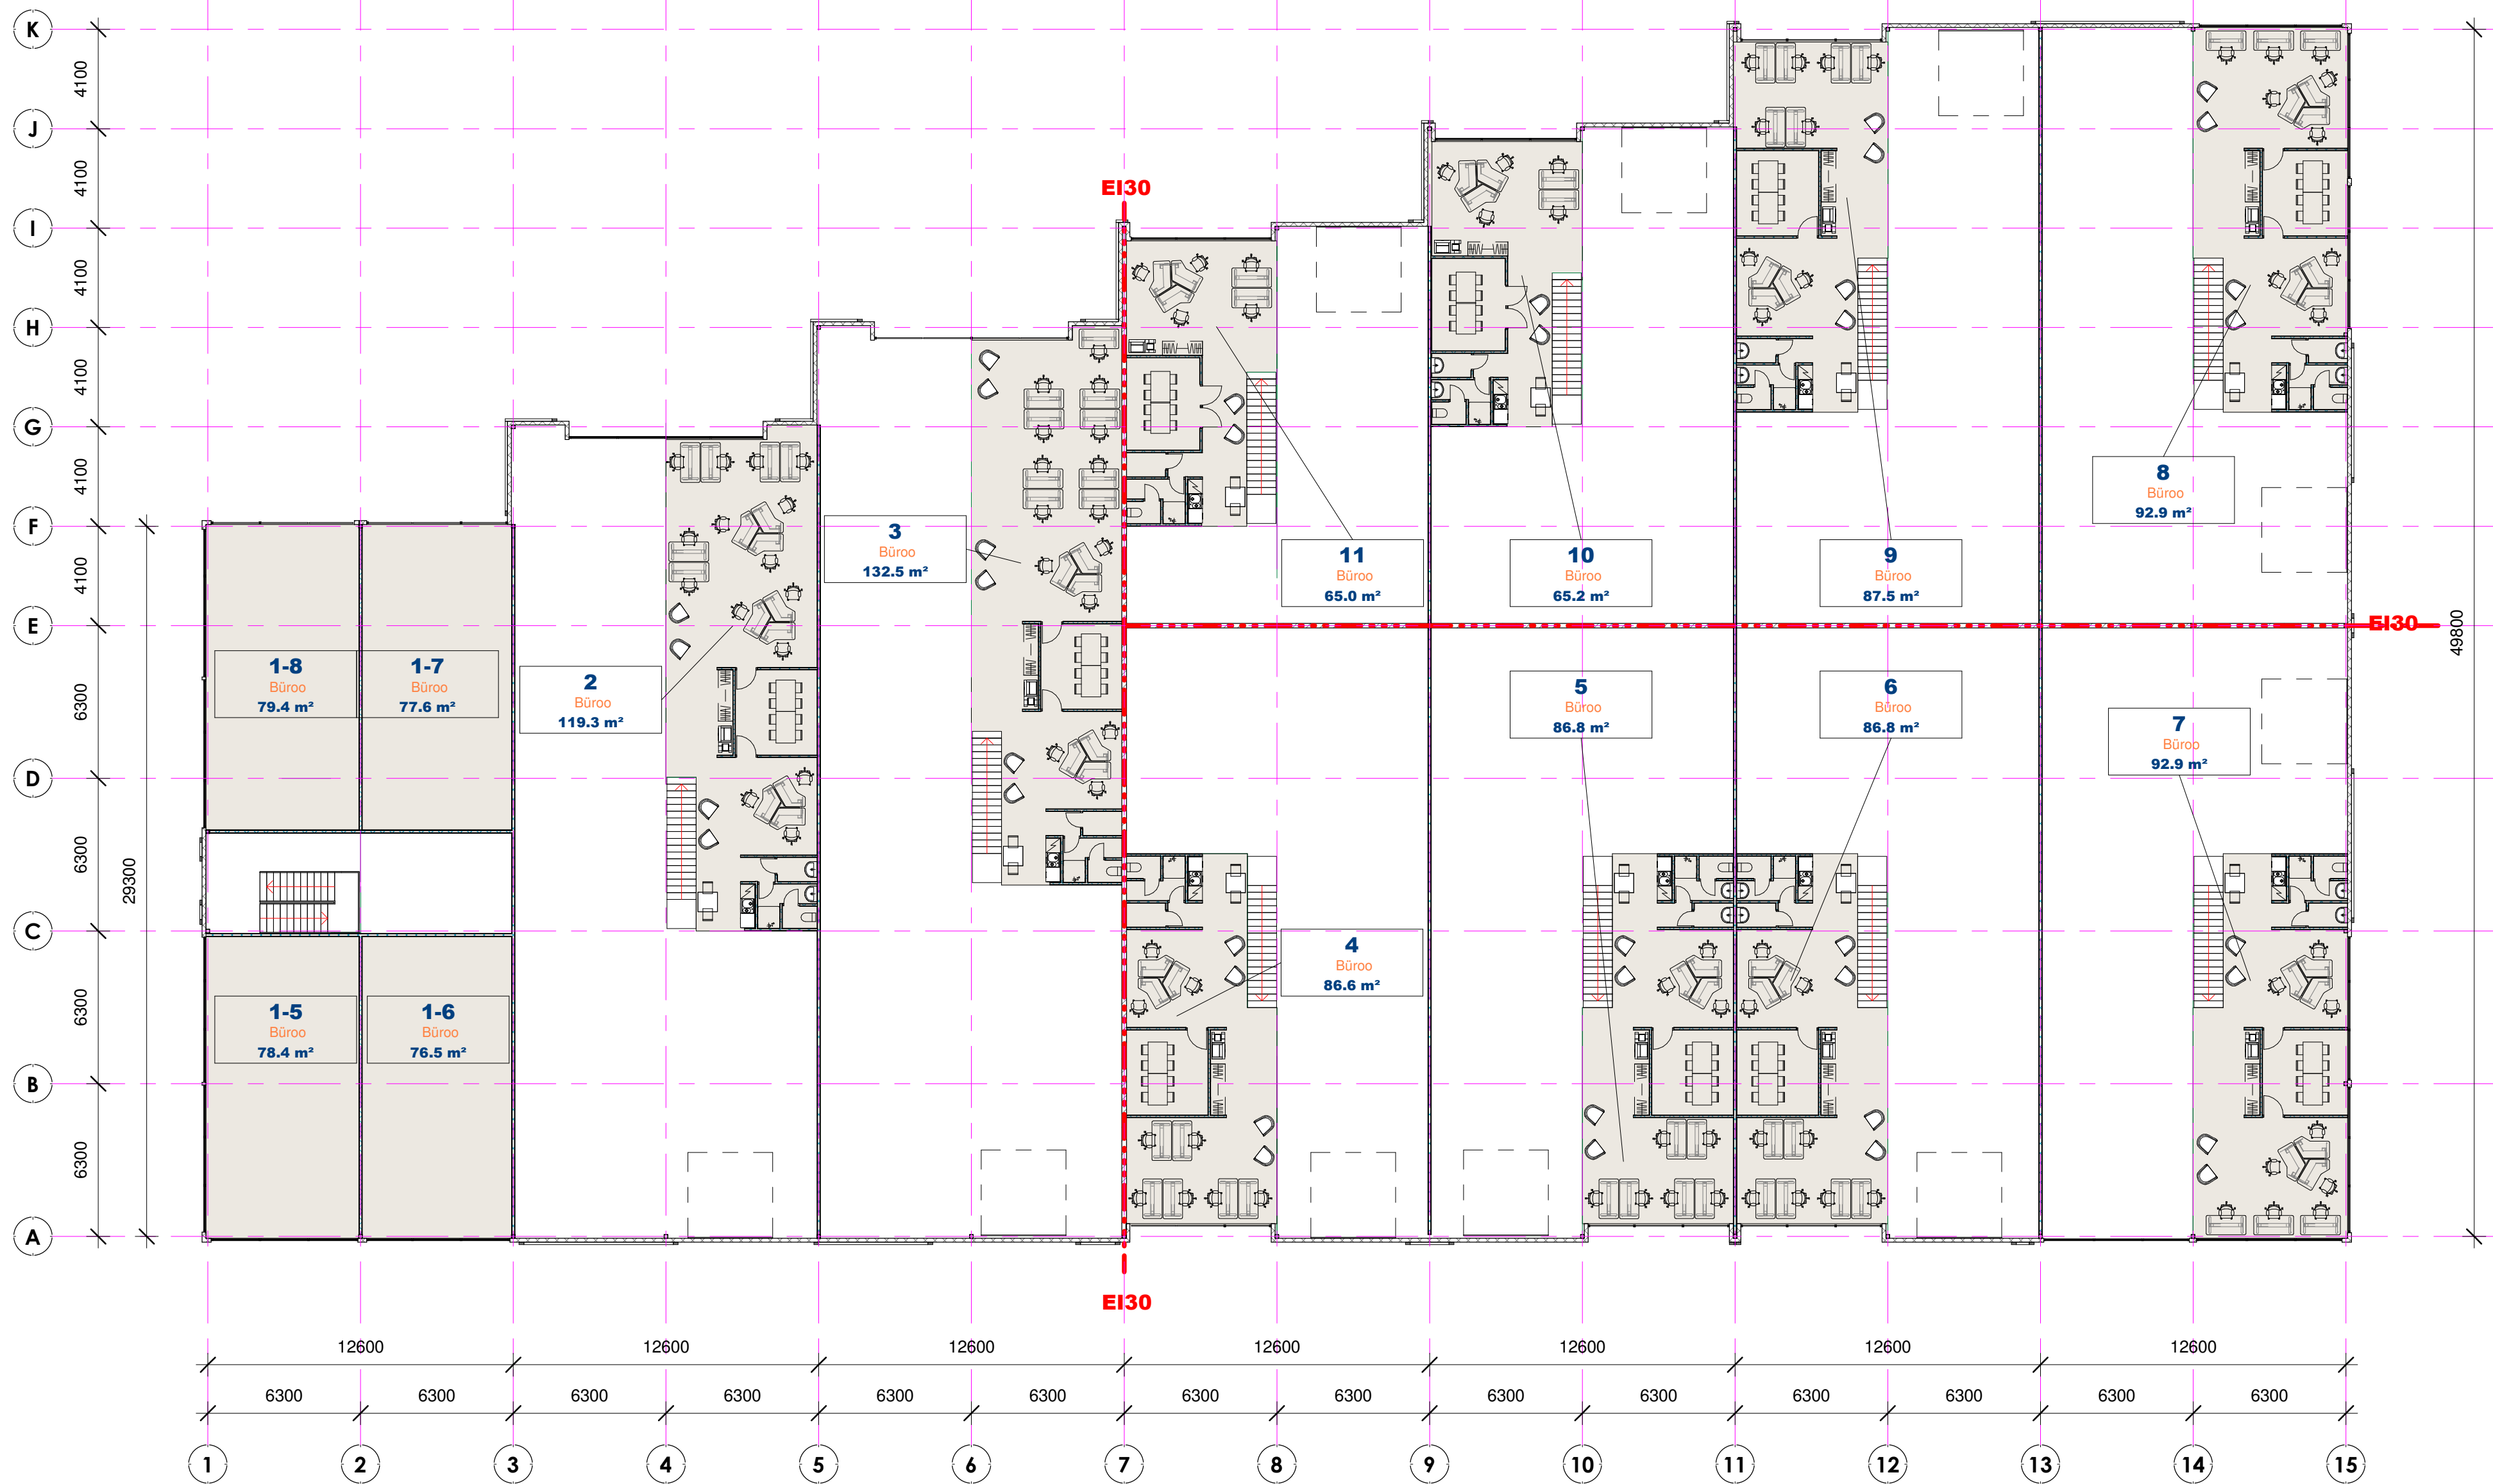 K
J
I
H
G
F
E
D
C
B
A
4100
4100
4100
4100
4100
4100
6300
6300
6300
6300
29300
49800
EI30
EI30
EI30
1-8
Büroo
79.4 m²
1-7
Büroo
77.6 m²
1-5
Büroo
78.4 m²
1-6
Büroo
76.5 m²
2
Büroo
119.3 m²
3
Büroo
132.5 m²
11
Büroo
65.0 m²
10
Büroo
65.2 m²
9
Büroo
87.5 m²
8
Büroo
92.9 m²
5
Büroo
86.8 m²
6
Büroo
86.8 m²
7
Büroo
92.9 m²
4
Büroo
86.6 m²
12600 12600 12600 12600 12600 12600 12600
6300 6300 6300 6300 6300 6300 6300 6300 6300 6300 6300 6300 6300 6300
1 2 3 4 5 6 7 8 9 10 11 12 13 14 15